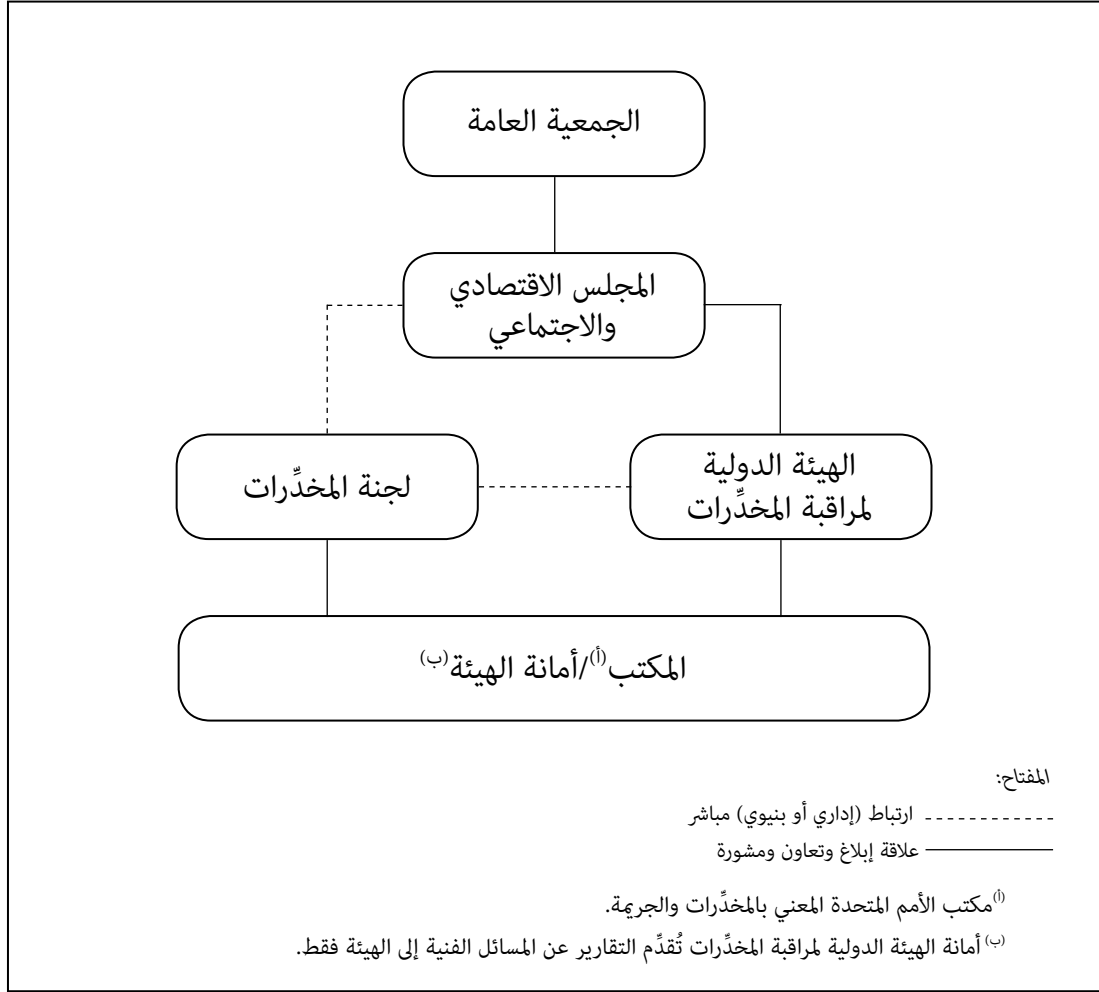 الجمعية العامة
المجلس الاقتصادي
والاجتماعي
الهيئة الدولية
لمراقبة المخدِّرات
لجنة المخدِّرات
المكتب(أ)/أمانة الهيئة(ب)
المفتاح:
ارتباط (إداري أو بنيوي) مباشر
علاقة إبلاغ وتعاون ومشورة
(أ)مكتب الأمم المتحدة المعني بالمخدِّرات والجريمة.
(ب) أمانة الهيئة الدولية لمراقبة المخدِّرات تُقدِّم التقارير عن المسائل الفنية إلى الهيئة فقط.